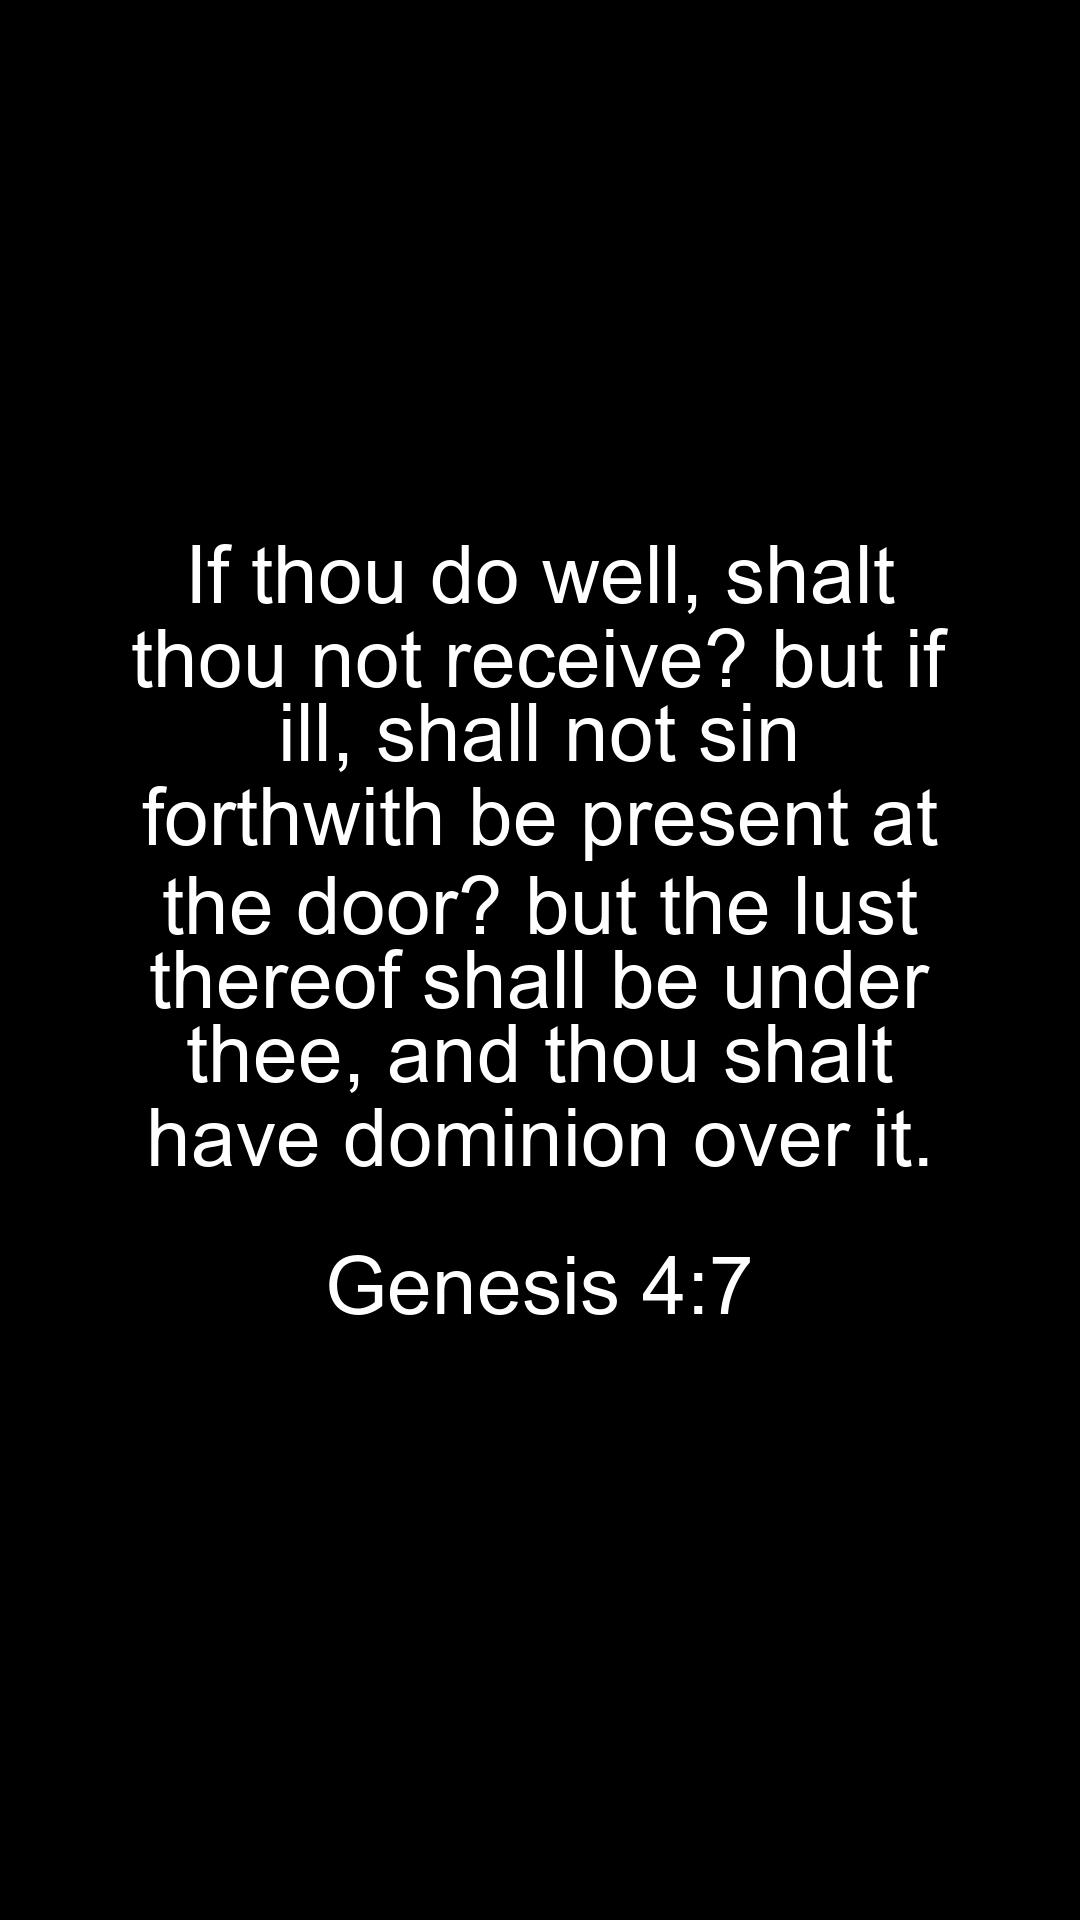 If thou do well, shalt
thou not receive? but if
ill, shall not sin
forthwith be present at
the door? but the lust
thereof shall be under
thee, and thou shalt
have dominion over it.
Genesis 4:7